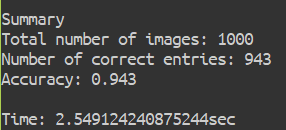 Summary
Total number of images: 1000
Number of correct entries: 943
Accuracy: 0.943
Time: 2.549124240875244sec